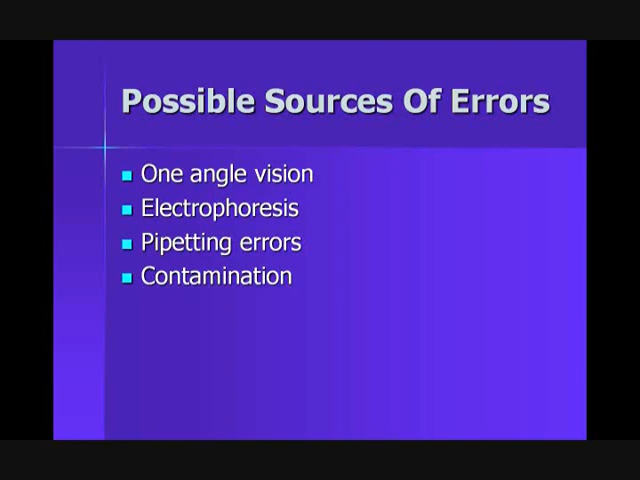 Possible Sources Of Errors
One angle vision
Electrophoresis
Pipetting errors
Contamination